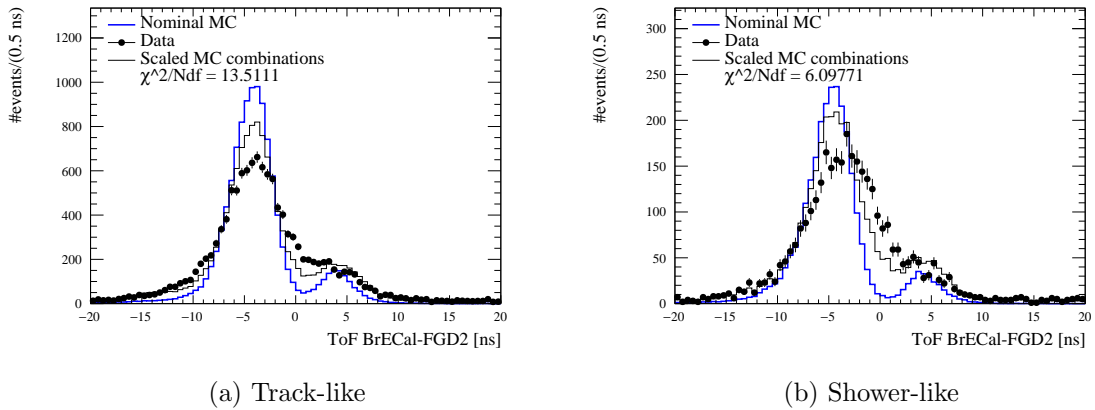 #events/(0.5 ns)
Nominal MC
Data
Scaled MC combinations
χ^2/Ndf = 13.5111
1200
1000
800
600
400
200
0
−20 −15 −10 −5 0 5 10 15 20
ToF BrECal-FGD2 [ns]
(a) Track-like
#events/(0.5 ns)
Nominal MC
Data
Scaled MC combinations
χ^2/Ndf = 6.09771
300
250
200
150
100
50
0
−20 −15 −10 −5 0 5 10 15 20
ToF BrECal-FGD2 [ns]
(b) Shower-like